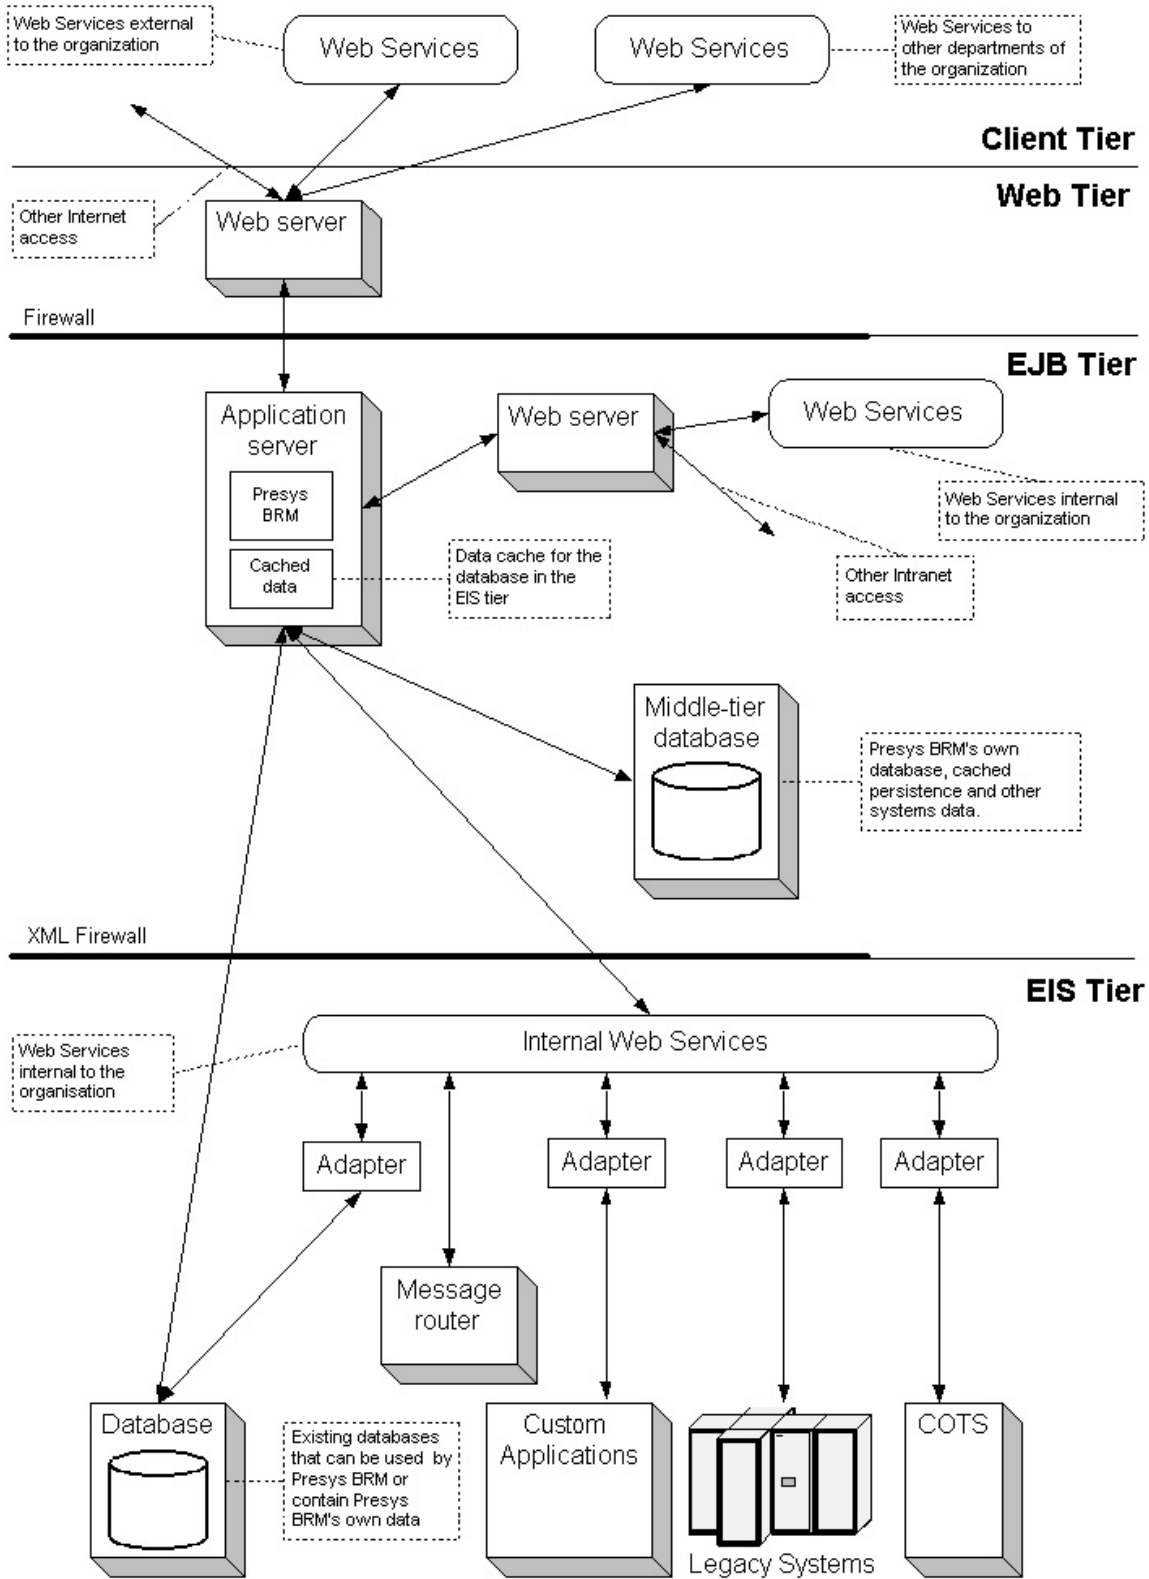 Web Services external
to the organization
Web Services
Web Services
Web Services to
other departments of
the organization
Client Tier
Web Tier
Other Internet
access
Web server
Firewall
EJB Tier
Application
server
Presys
BRM
Cached
data
Web server
Web Services
Web Services internal
to the organization
Data cache for the
database in the
EIS tier
Other Intranet
access
Middle-tier
database
Presys BRM's own
database, cached
persistence and other
systems data.
XML Firewall
EIS Tier
Web Services
internal to the
organisation
Internal Web Services
Adapter
Adapter
Adapter
Adapter
Message
router
Database
Existing databases
that can be used by
Presys BRM or
contain Presys
BRM's own data
Custom
Applications
Legacy Systems
COTS